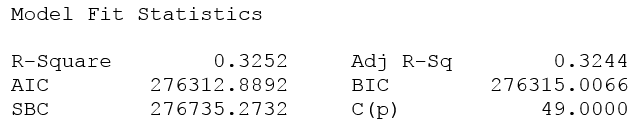 Model Fit Statistics
R-Square 0.3252 Adj R-Sq 0.3244
AIC 276312.8892 BIC 276315.0066
SBC 276735.2732 C(p) 49.0000